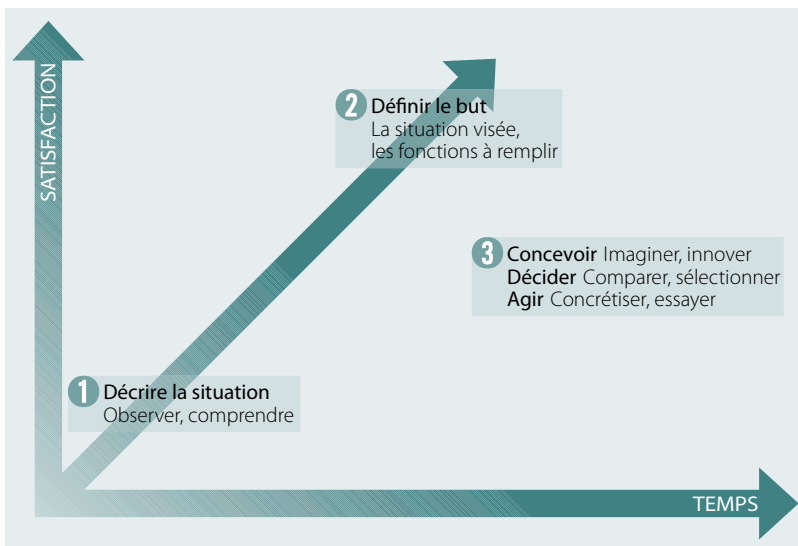 SATISFACTION
2 Définir le but
La situation visée,
les fonctions à remplir
3 Concevoir Imaginer, innover
Décider Comparer, sélectionner
Agir Concrétiser, essayer
1 Décrire la situation
Observer, comprendre
TEMPS